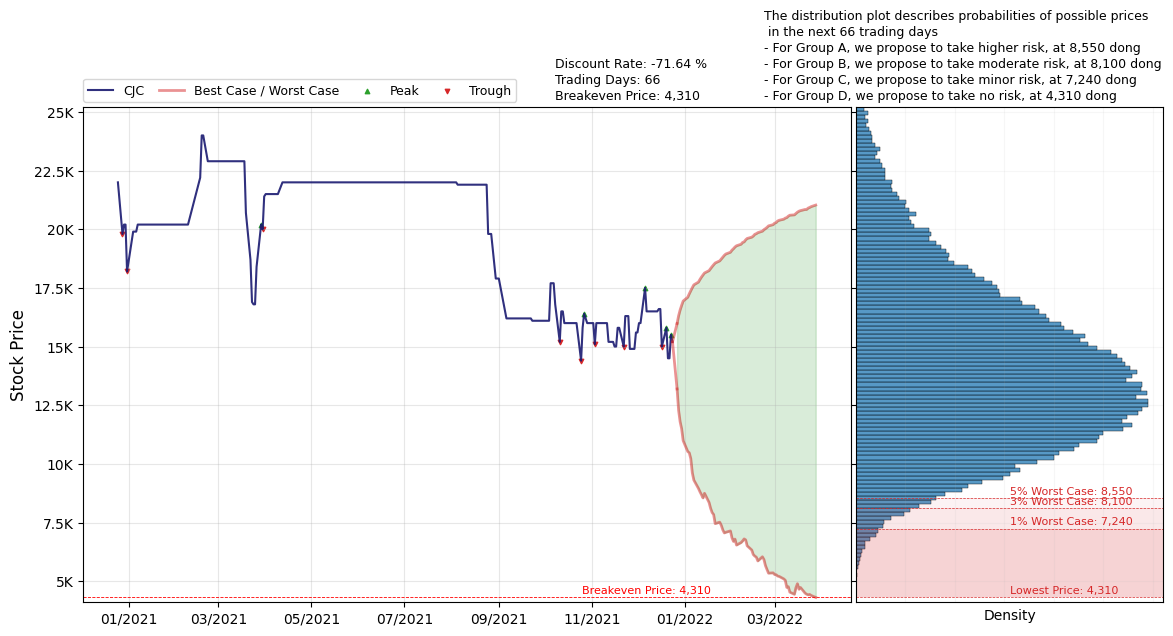 The distribution plot describes probabilities of possible prices
in the next 66 trading days
- For Group A, we propose to take higher risk, at 8,550 dong
- For Group B, we propose to take moderate risk, at 8,100 dong
- For Group C, we propose to take minor risk, at 7,240 dong
- For Group D, we propose to take no risk, at 4,310 dong
Discount Rate: -71.64 %
Trading Days: 66
Breakeven Price: 4,310
CJC
Best Case / Worst Case
Peak
Trough
Stock Price
25K
22.5K
20K
17.5K
15K
12.5K
10K
7.5K
5K
Breakeven Price: 4,310
01/2021
03/2021
05/2021
07/2021
09/2021
11/2021
01/2022
03/2022
5% Worst Case: 8,550
3% Worst Case: 8,100
1% Worst Case: 7,240
Lowest Price: 4,310
Density